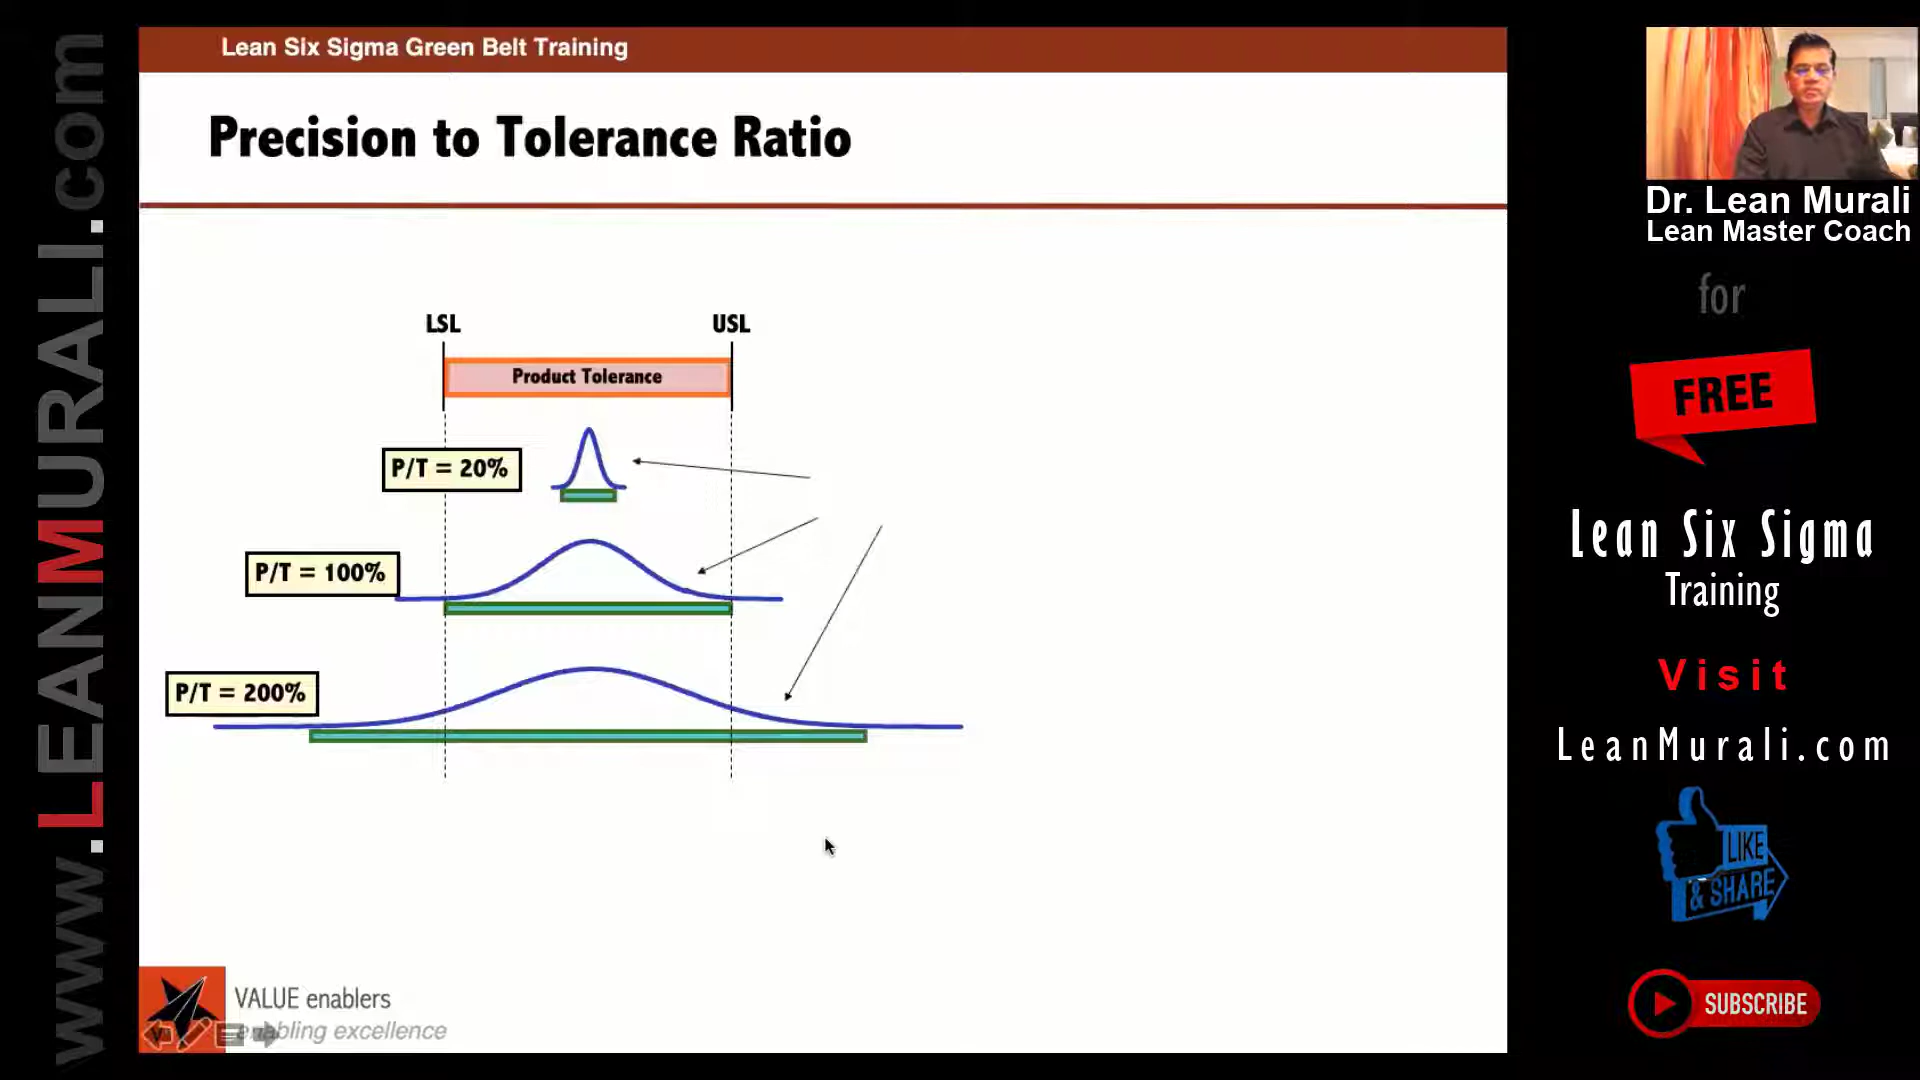 www.LEANMURALI.com
Lean Six Sigma Green Belt Training
Precision to Tolerance Ratio
LSL
USL
Product Tolerance
P/T = 20%
P/T = 100%
P/T = 200%
VALUE enablers
enabling excellence
Dr. Lean Murali
Lean Master Coach
for
FREE
Lean Six Sigma
Training
Visit
LeanMurali.com
LIKE
& SHARE
SUBSCRIBE